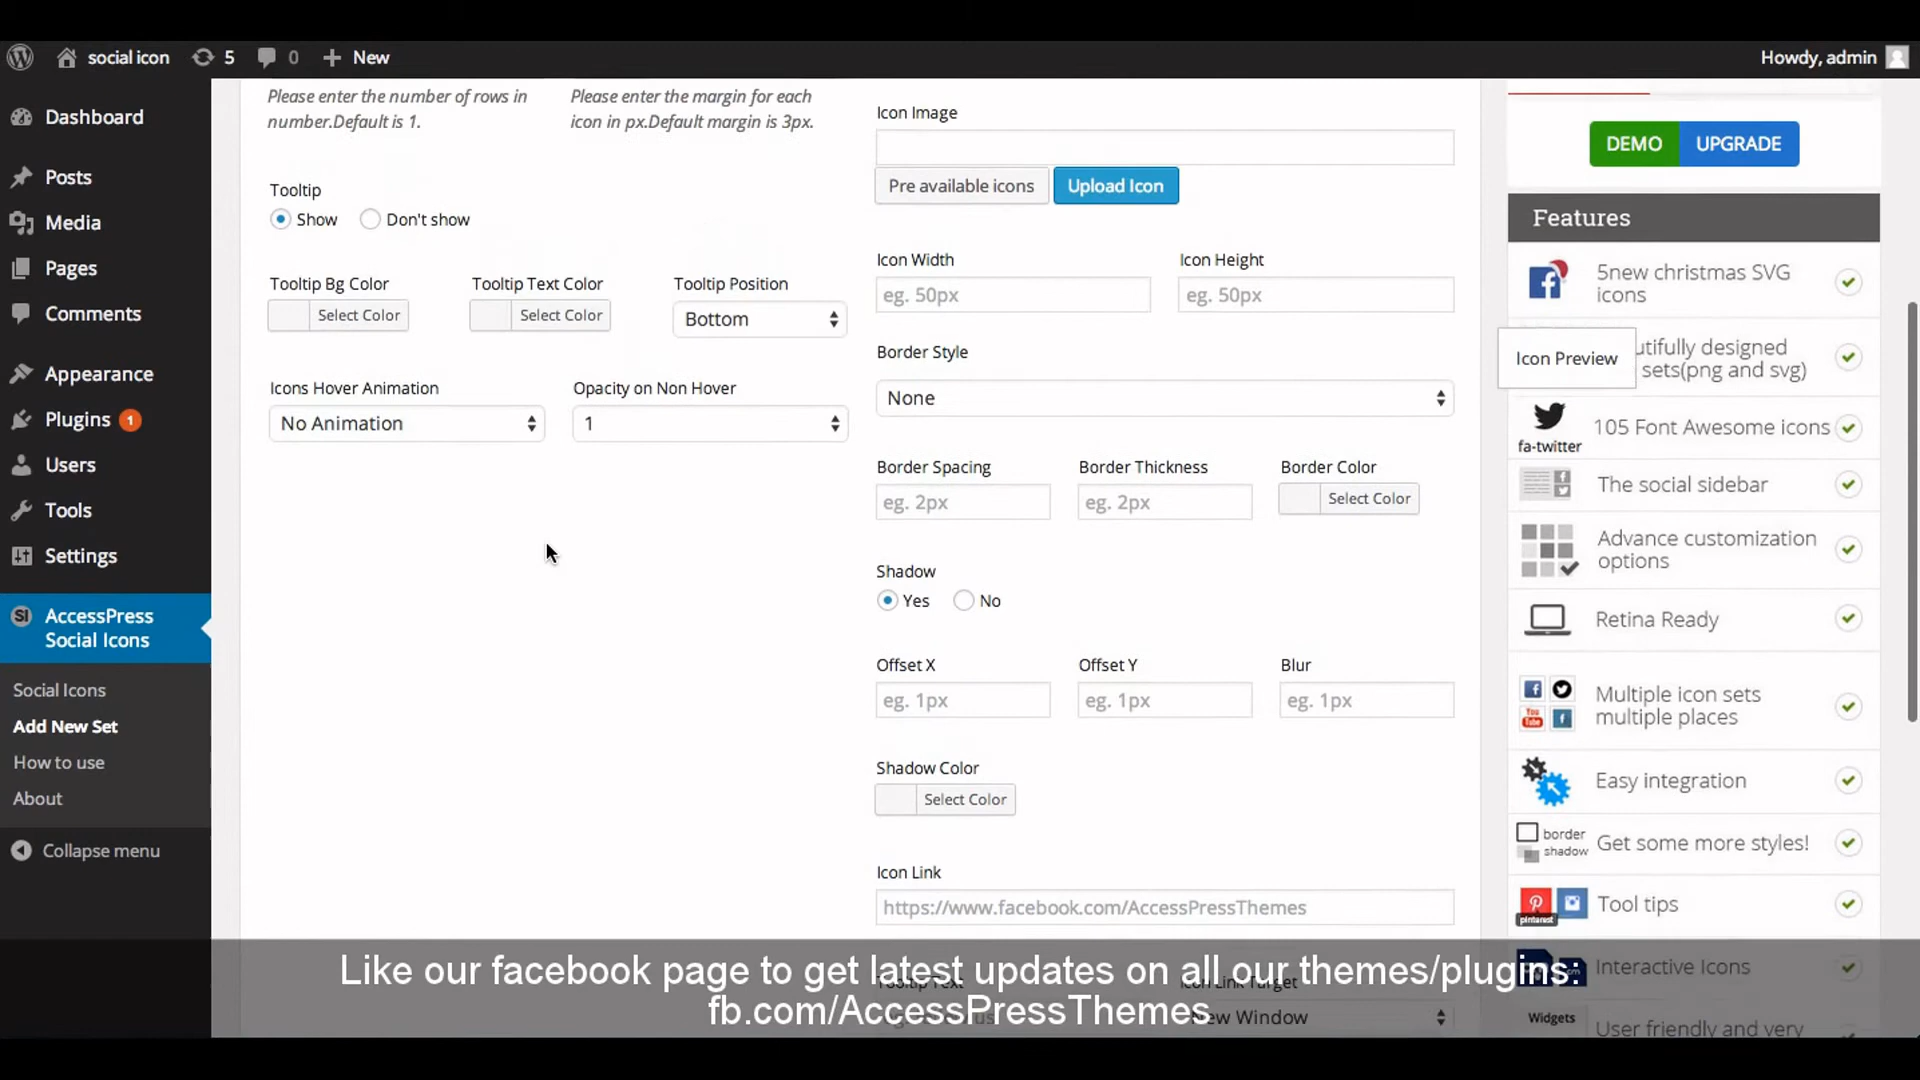 social icon
5
0
New
Howdy, admin
Dashboard
Posts
Media
Pages
Comments
Appearance
Plugins 1
Users
Tools
Settings
SI
AccessPress
Social Icons
Social Icons
Add New Set
How to use
About
Collapse menu
Please enter the number of rows in
number.Default is 1.
Please enter the margin for each
icon in px.Default margin is 3px.
Tooltip
Show
Don't show
Tooltip Bg Color
Select Color
Tooltip Text Color
Select Color
Tooltip Position
Bottom
Icons Hover Animation
No Animation
Opacity on Non Hover
1
Icon Image
Pre available icons
Upload Icon
Icon Width
eg. 50px
Icon Height
eg. 50px
Border Style
None
Border Spacing
eg. 2px
Border Thickness
eg. 2px
Border Color
Select Color
Shadow
Yes
No
Offset X
eg. 1px
Offset Y
eg. 1px
Blur
eg. 1px
Shadow Color
Select Color
Icon Link
https://www.facebook.com/AccessPressThemes
Icon Link Target
New Window
DEMO
UPGRADE
Features
5new christmas SVG
icons
Icon Preview
designed
sets(png and svg)
fa-twitter
105 Font Awesome icons
The social sidebar
Advance customization
options
Retina Ready
You
Tube
Multiple icon sets
multiple places
Easy integration
border
shadow
Get some more styles!
pinterest
Tool tips
Interactive Icons
Widgets
User friendly and very
Like our facebook page to get latest updates on all our themes/plugins:
fb.com/AccessPressThemes